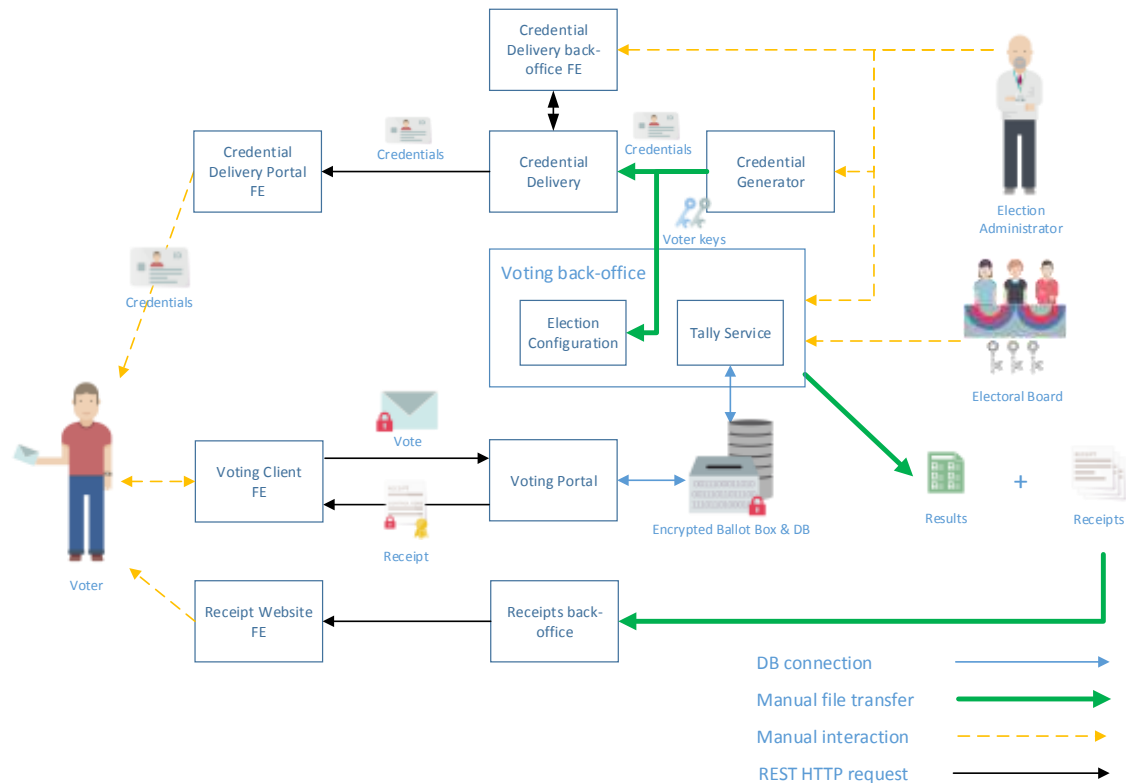 Credential
Delivery back-
office FE
Credentials
Credentials
Credential
Delivery Portal
FE
Credential
Delivery
Credential
Generator
Election
Administrator
Voter keys
Voting back-office
Credentials
Election
Configuration
Tally Service
Electoral Board
Vote
Voting Client
FE
Voting Portal
Encrypted Ballot Box & DB
+
Results
Receipts
Receipt
Voter
Receipt Website
FE
Receipts back-
office
DB connection
Manual file transfer
Manual interaction
REST HTTP request